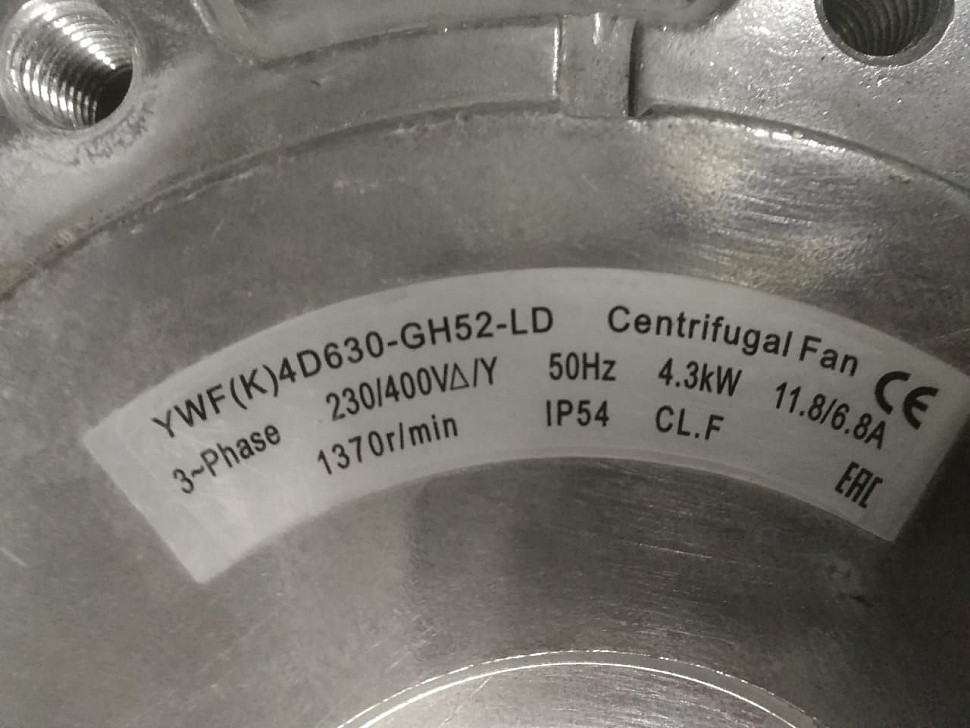 YWF(K)4D630-GH52-LD Centrifugal Fan
3~Phase 230/400V△/Y 50Hz 4.3kW 11.8/6.8A CE
1370r/min IP54 CL.F EAC